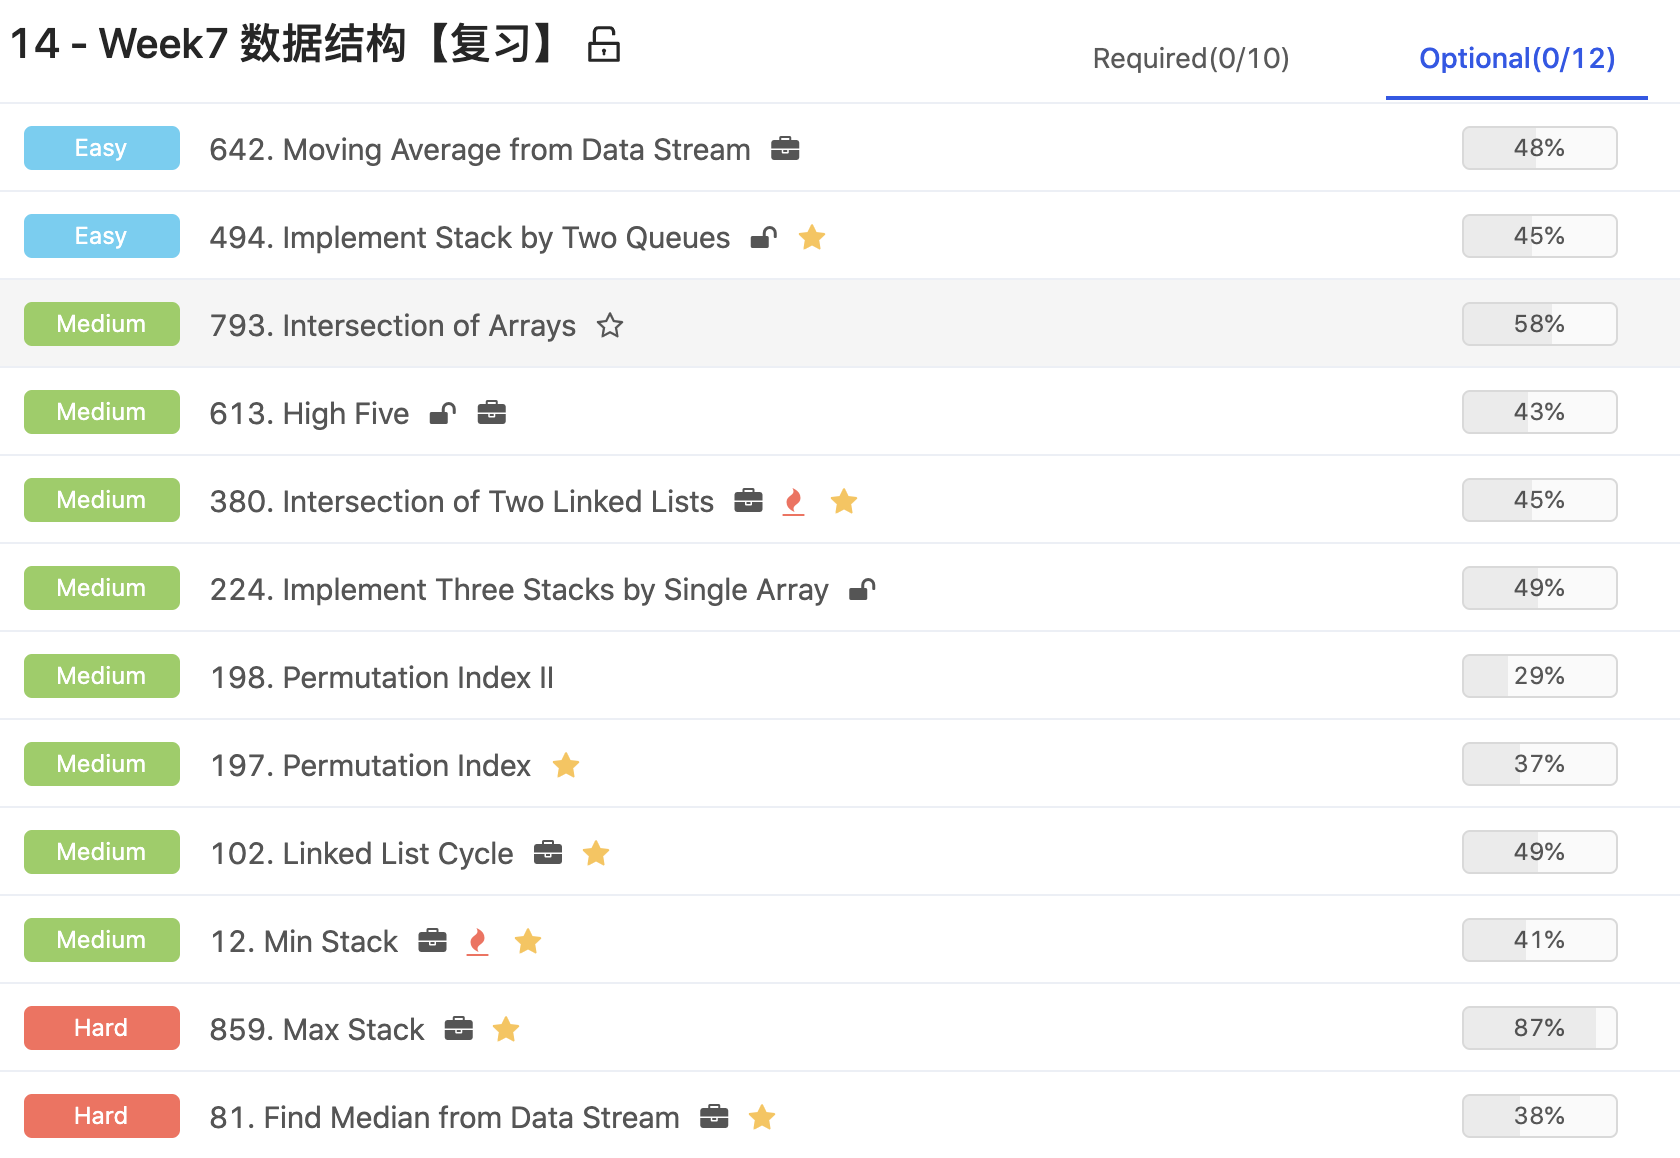 14 - Week7 数据结构【复习】
Required(0/10) Optional(0/12)
Easy 642. Moving Average from Data Stream 48%
Easy 494. Implement Stack by Two Queues 45%
Medium 793. Intersection of Arrays 58%
Medium 613. High Five 43%
Medium 380. Intersection of Two Linked Lists 45%
Medium 224. Implement Three Stacks by Single Array 49%
Medium 198. Permutation Index II 29%
Medium 197. Permutation Index 37%
Medium 102. Linked List Cycle 49%
Medium 12. Min Stack 41%
Hard 859. Max Stack 87%
Hard 81. Find Median from Data Stream 38%